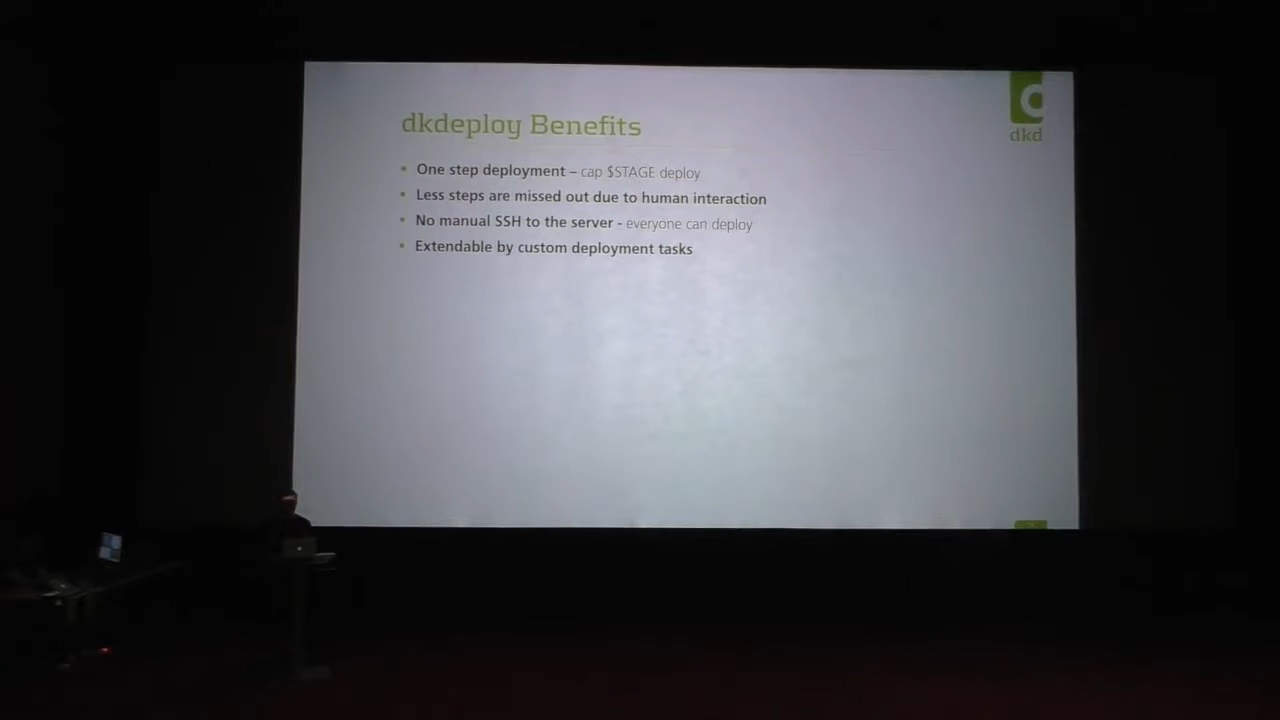 dkd
dkdeploy Benefits
• One step deployment – cap $STAGE deploy
• Less steps are missed out due to human interaction
• No manual SSH to the server - everyone can deploy
• Extendable by custom deployment tasks